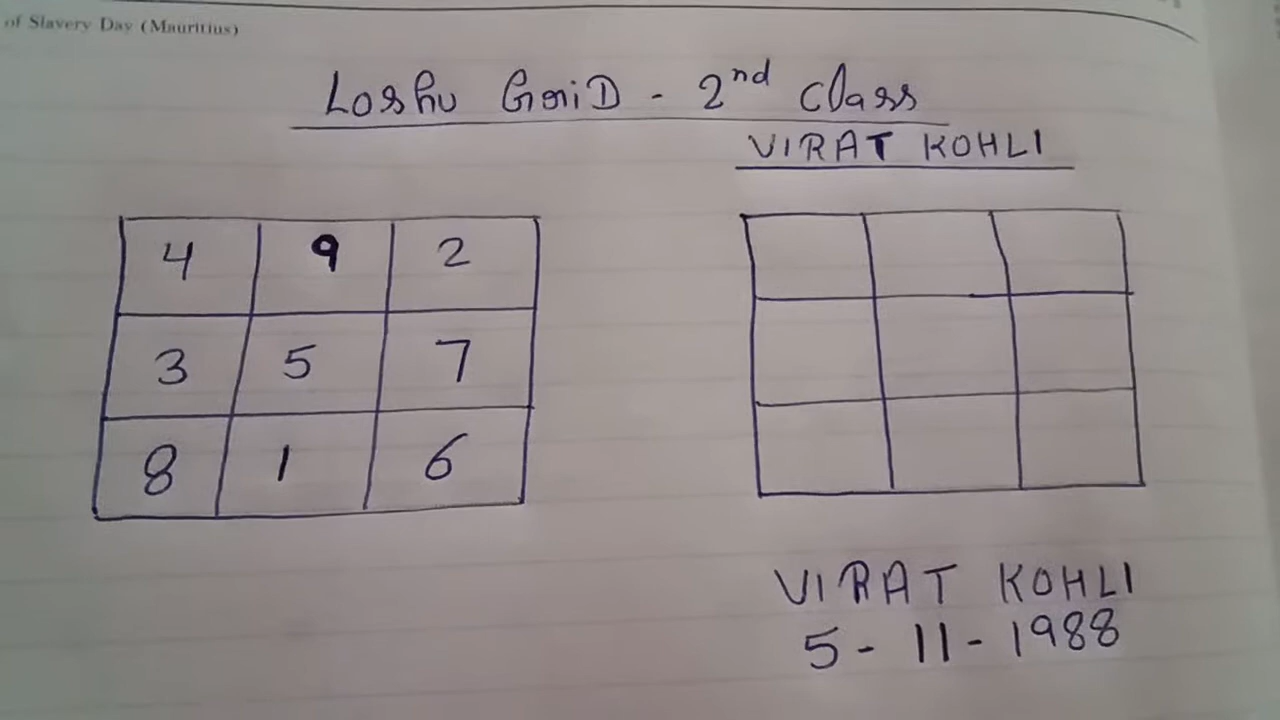 of Slavery Day (Mauritius)
Loshu GriD - 2nd Class
VIRAT KOHLI
4 9 2
3 5 7
8 1 6
VIRAT KOHLI
5 - 11 - 1988